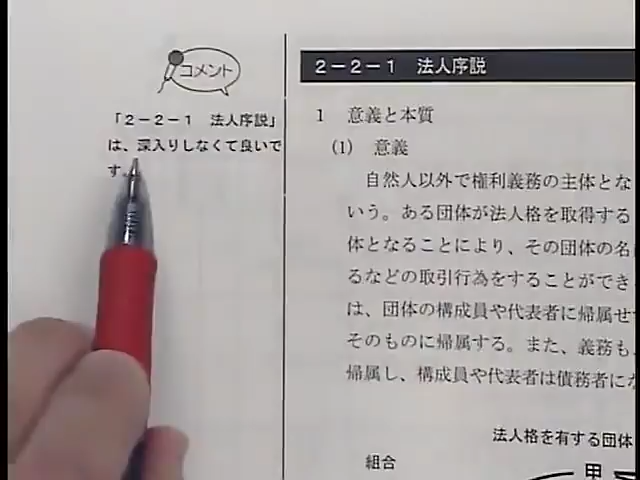 コメント
「２－２－１　法人序説」
は、深入りしなくて良いで
す。
２－２－１　法人序説
１　意義と本質
(1)　意義
自然人以外で権利義務の主体とな
いう。ある団体が法人格を取得する
体となることにより、その団体の名
るなどの取引行為をすることができ
は、団体の構成員や代表者に帰属せ
そのものに帰属する。また、義務も
帰属し、構成員や代表者は債務者に
法人格を有する団体
組合
甲